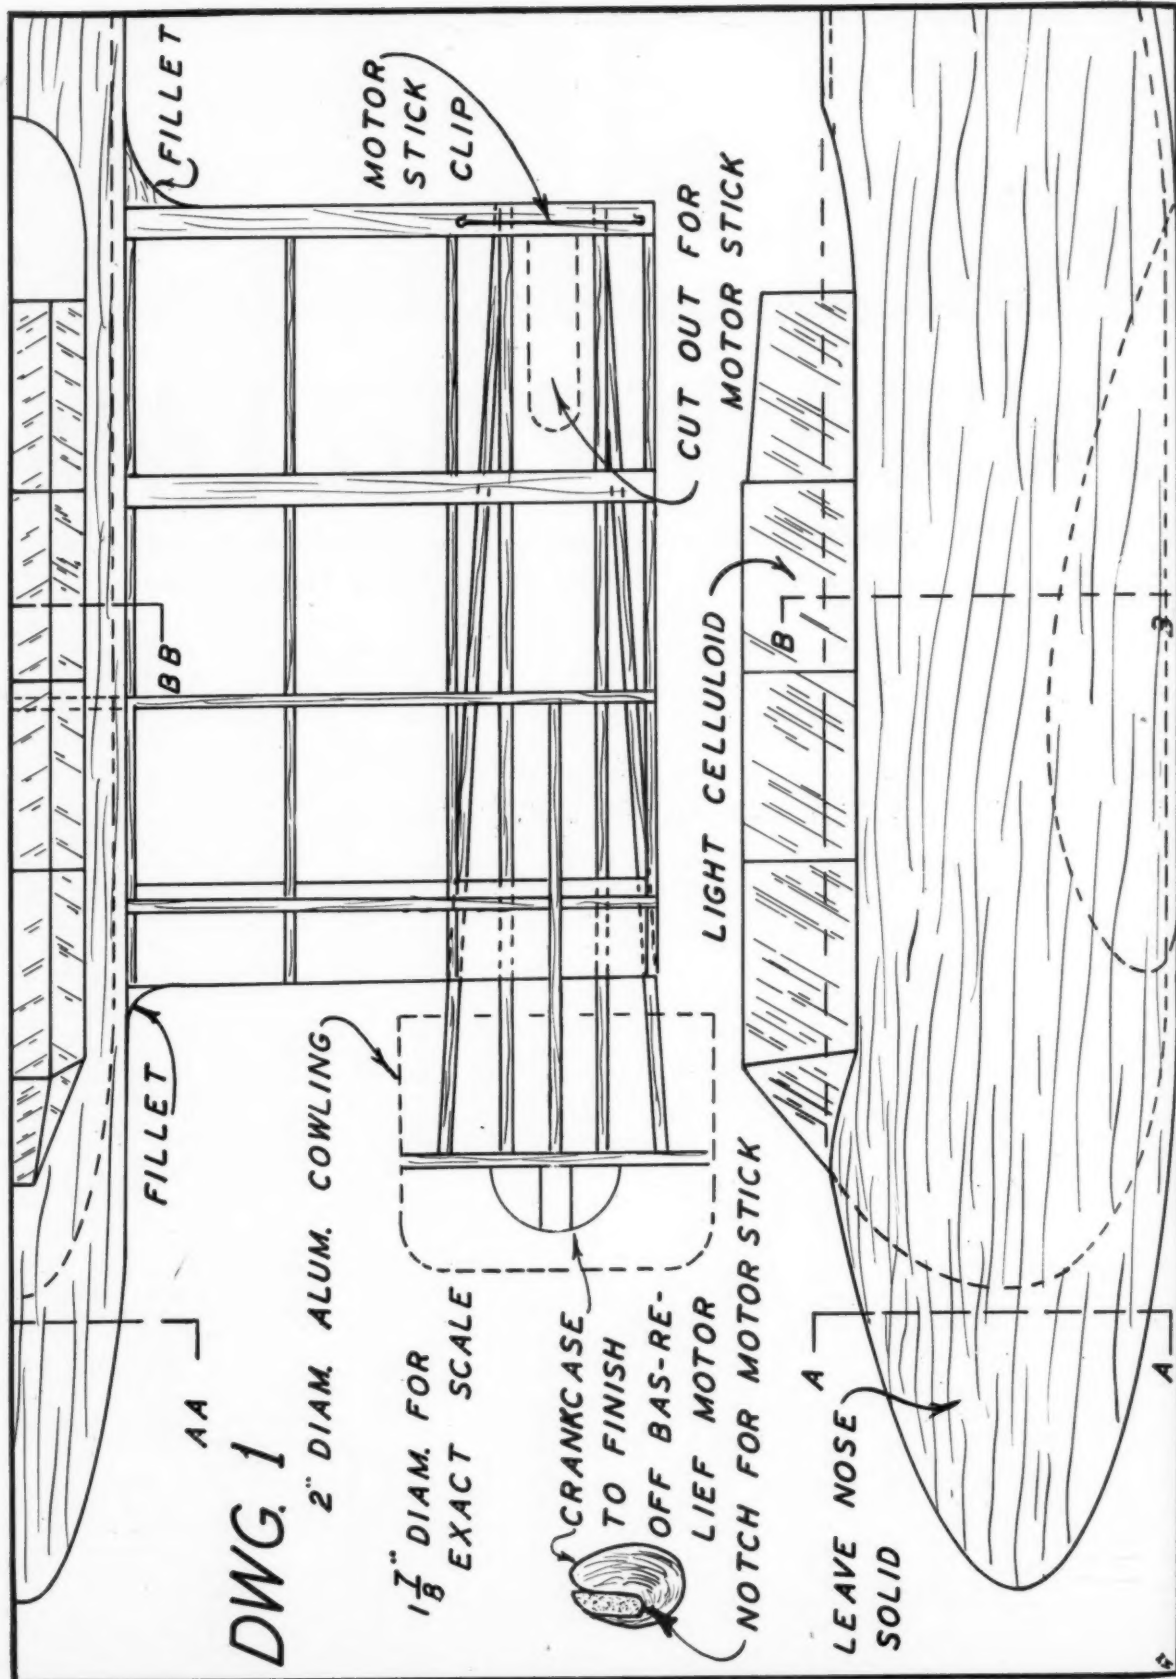 DWG. 1
AA
FILLET
BB
FILLET
2" DIAM. ALUM. COWLING
1 7/8" DIAM. FOR
EXACT SCALE
MOTOR
STICK
CLIP
CUT OUT FOR
MOTOR STICK
CRANKCASE
TO FINISH
OFF BAS-RE-
LIEF MOTOR
NOTCH FOR MOTOR STICK
LIGHT CELLULOID
B
B
A
A
LEAVE NOSE
SOLID